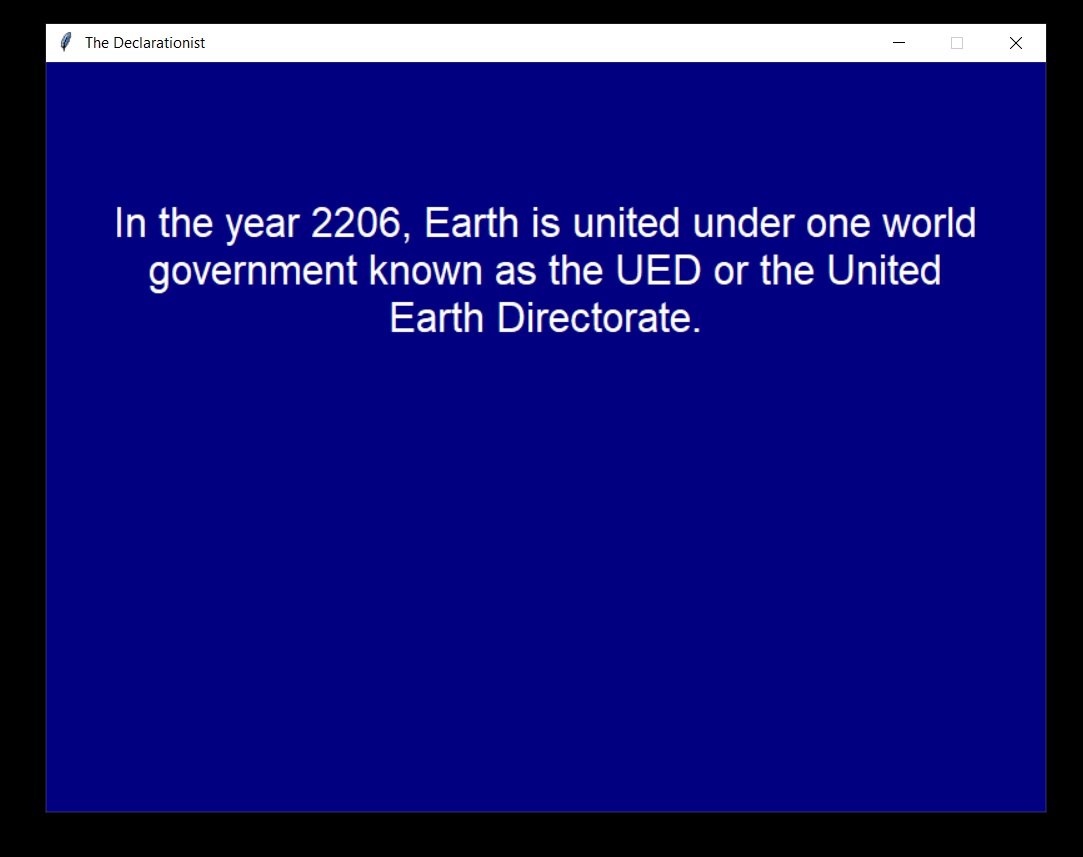 The Declarationist
In the year 2206, Earth is united under one world
government known as the UED or the United
Earth Directorate.